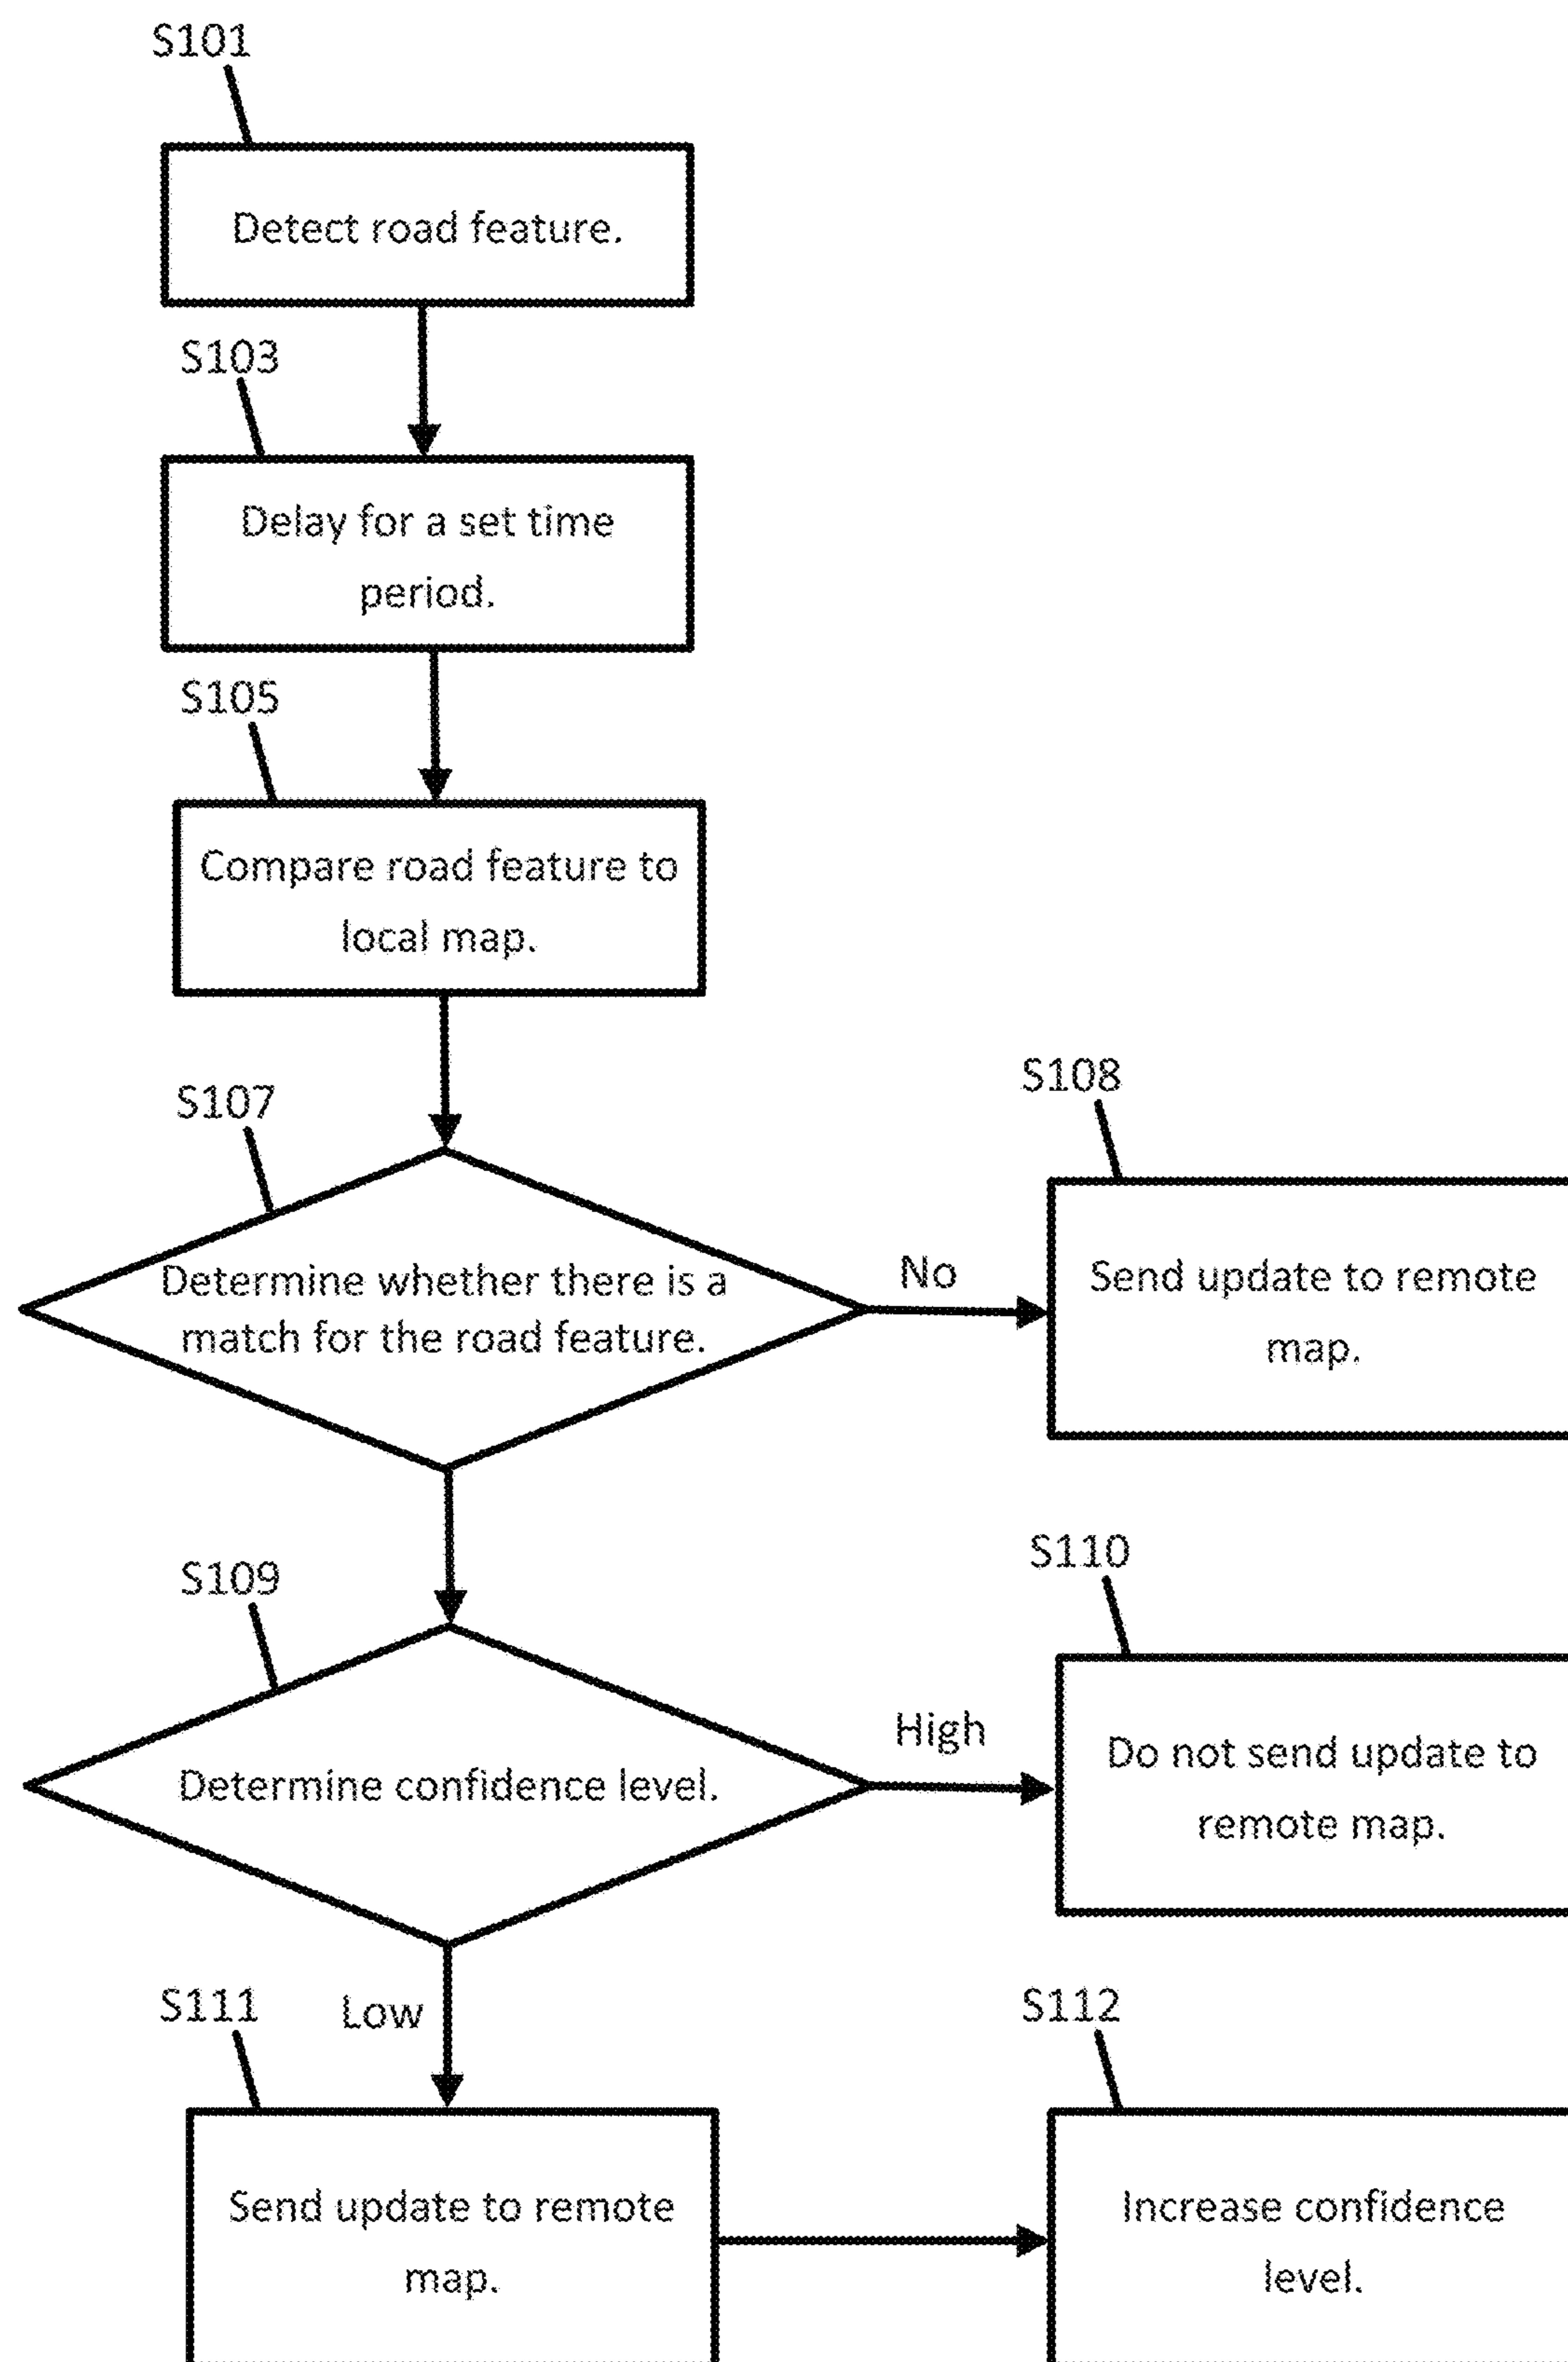 S101
Detect road feature.
S103
Delay for a set time
period.
S105
Compare road feature to
local map.
S107
Determine whether there is a
match for the road feature.
No
S108
Send update to remote
map.
S109
Determine confidence level.
High
S110
Do not send update to
remote map.
Low
S111
Send update to remote
map.
S112
Increase confidence
level.